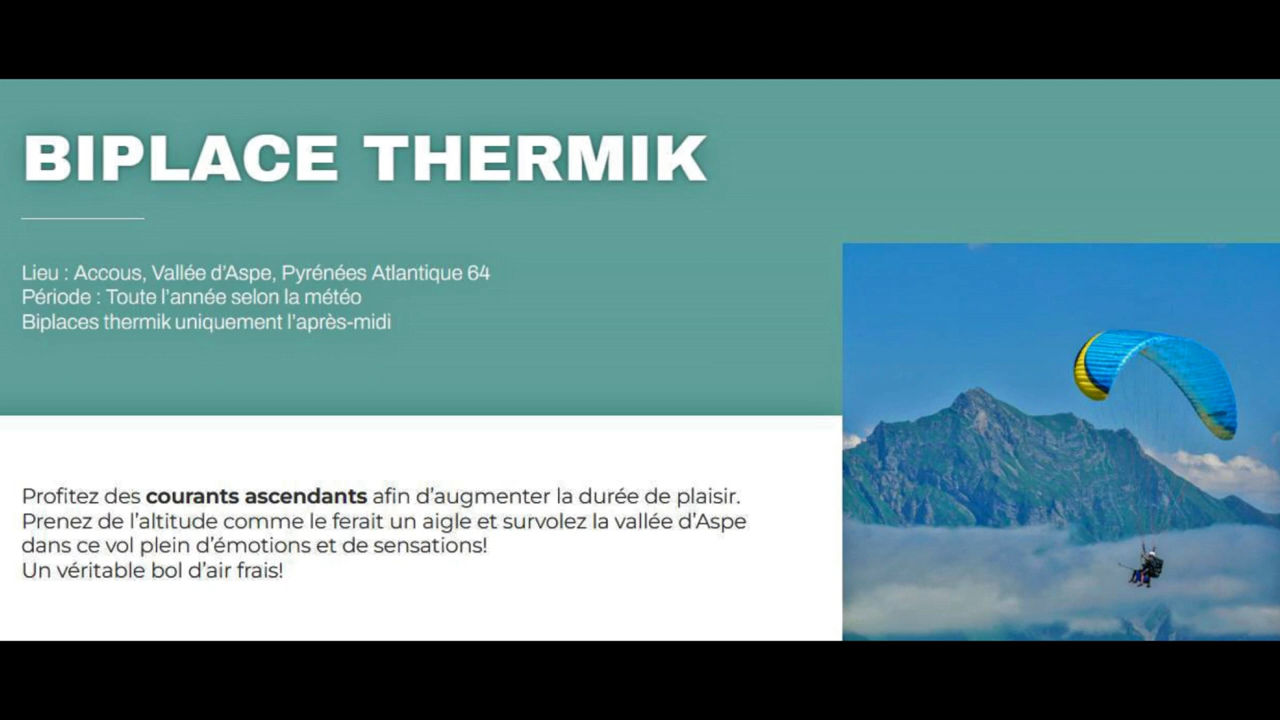 BIPLACE THERMIK
Lieu : Accous, Vallée d'Aspe, Pyrénées Atlantique 64
Période : Toute l'année selon la météo
Biplaces thermik uniquement l'après-midi
Profitez des courants ascendants afin d'augmenter la durée de plaisir.
Prenez de l'altitude comme le ferait un aigle et survolez la vallée d'Aspe
dans ce vol plein d'émotions et de sensations!
Un véritable bol d'air frais!